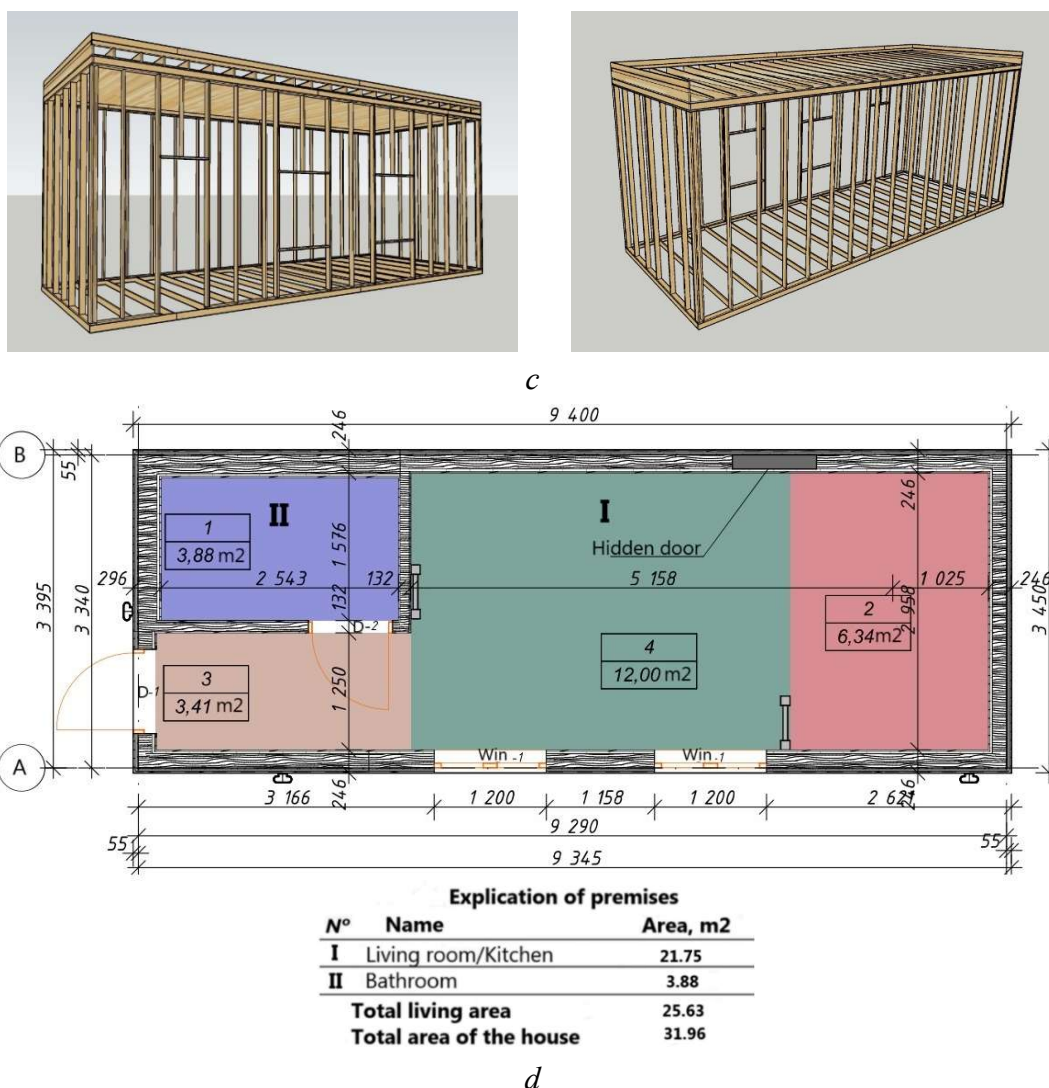 c
9 400
B
A
246
55
3 395
3 340
296
II
I
1
3,88 m2
1 576
2 543
132
132
Hidden door
5 158
1 025
246
246
2 958
3 450
2
6,34m2
4
12,00 m2
D-2
D-1
3
3,41 m2
1 250
Win -1
Win -1
246
3 166
1 200
1 158
1 200
9 290
55
55
9 345
Explication of premises
Nº Name Area, m2
I Living room/Kitchen 21.75
II Bathroom 3.88
Total living area 25.63
Total area of the house 31.96
d